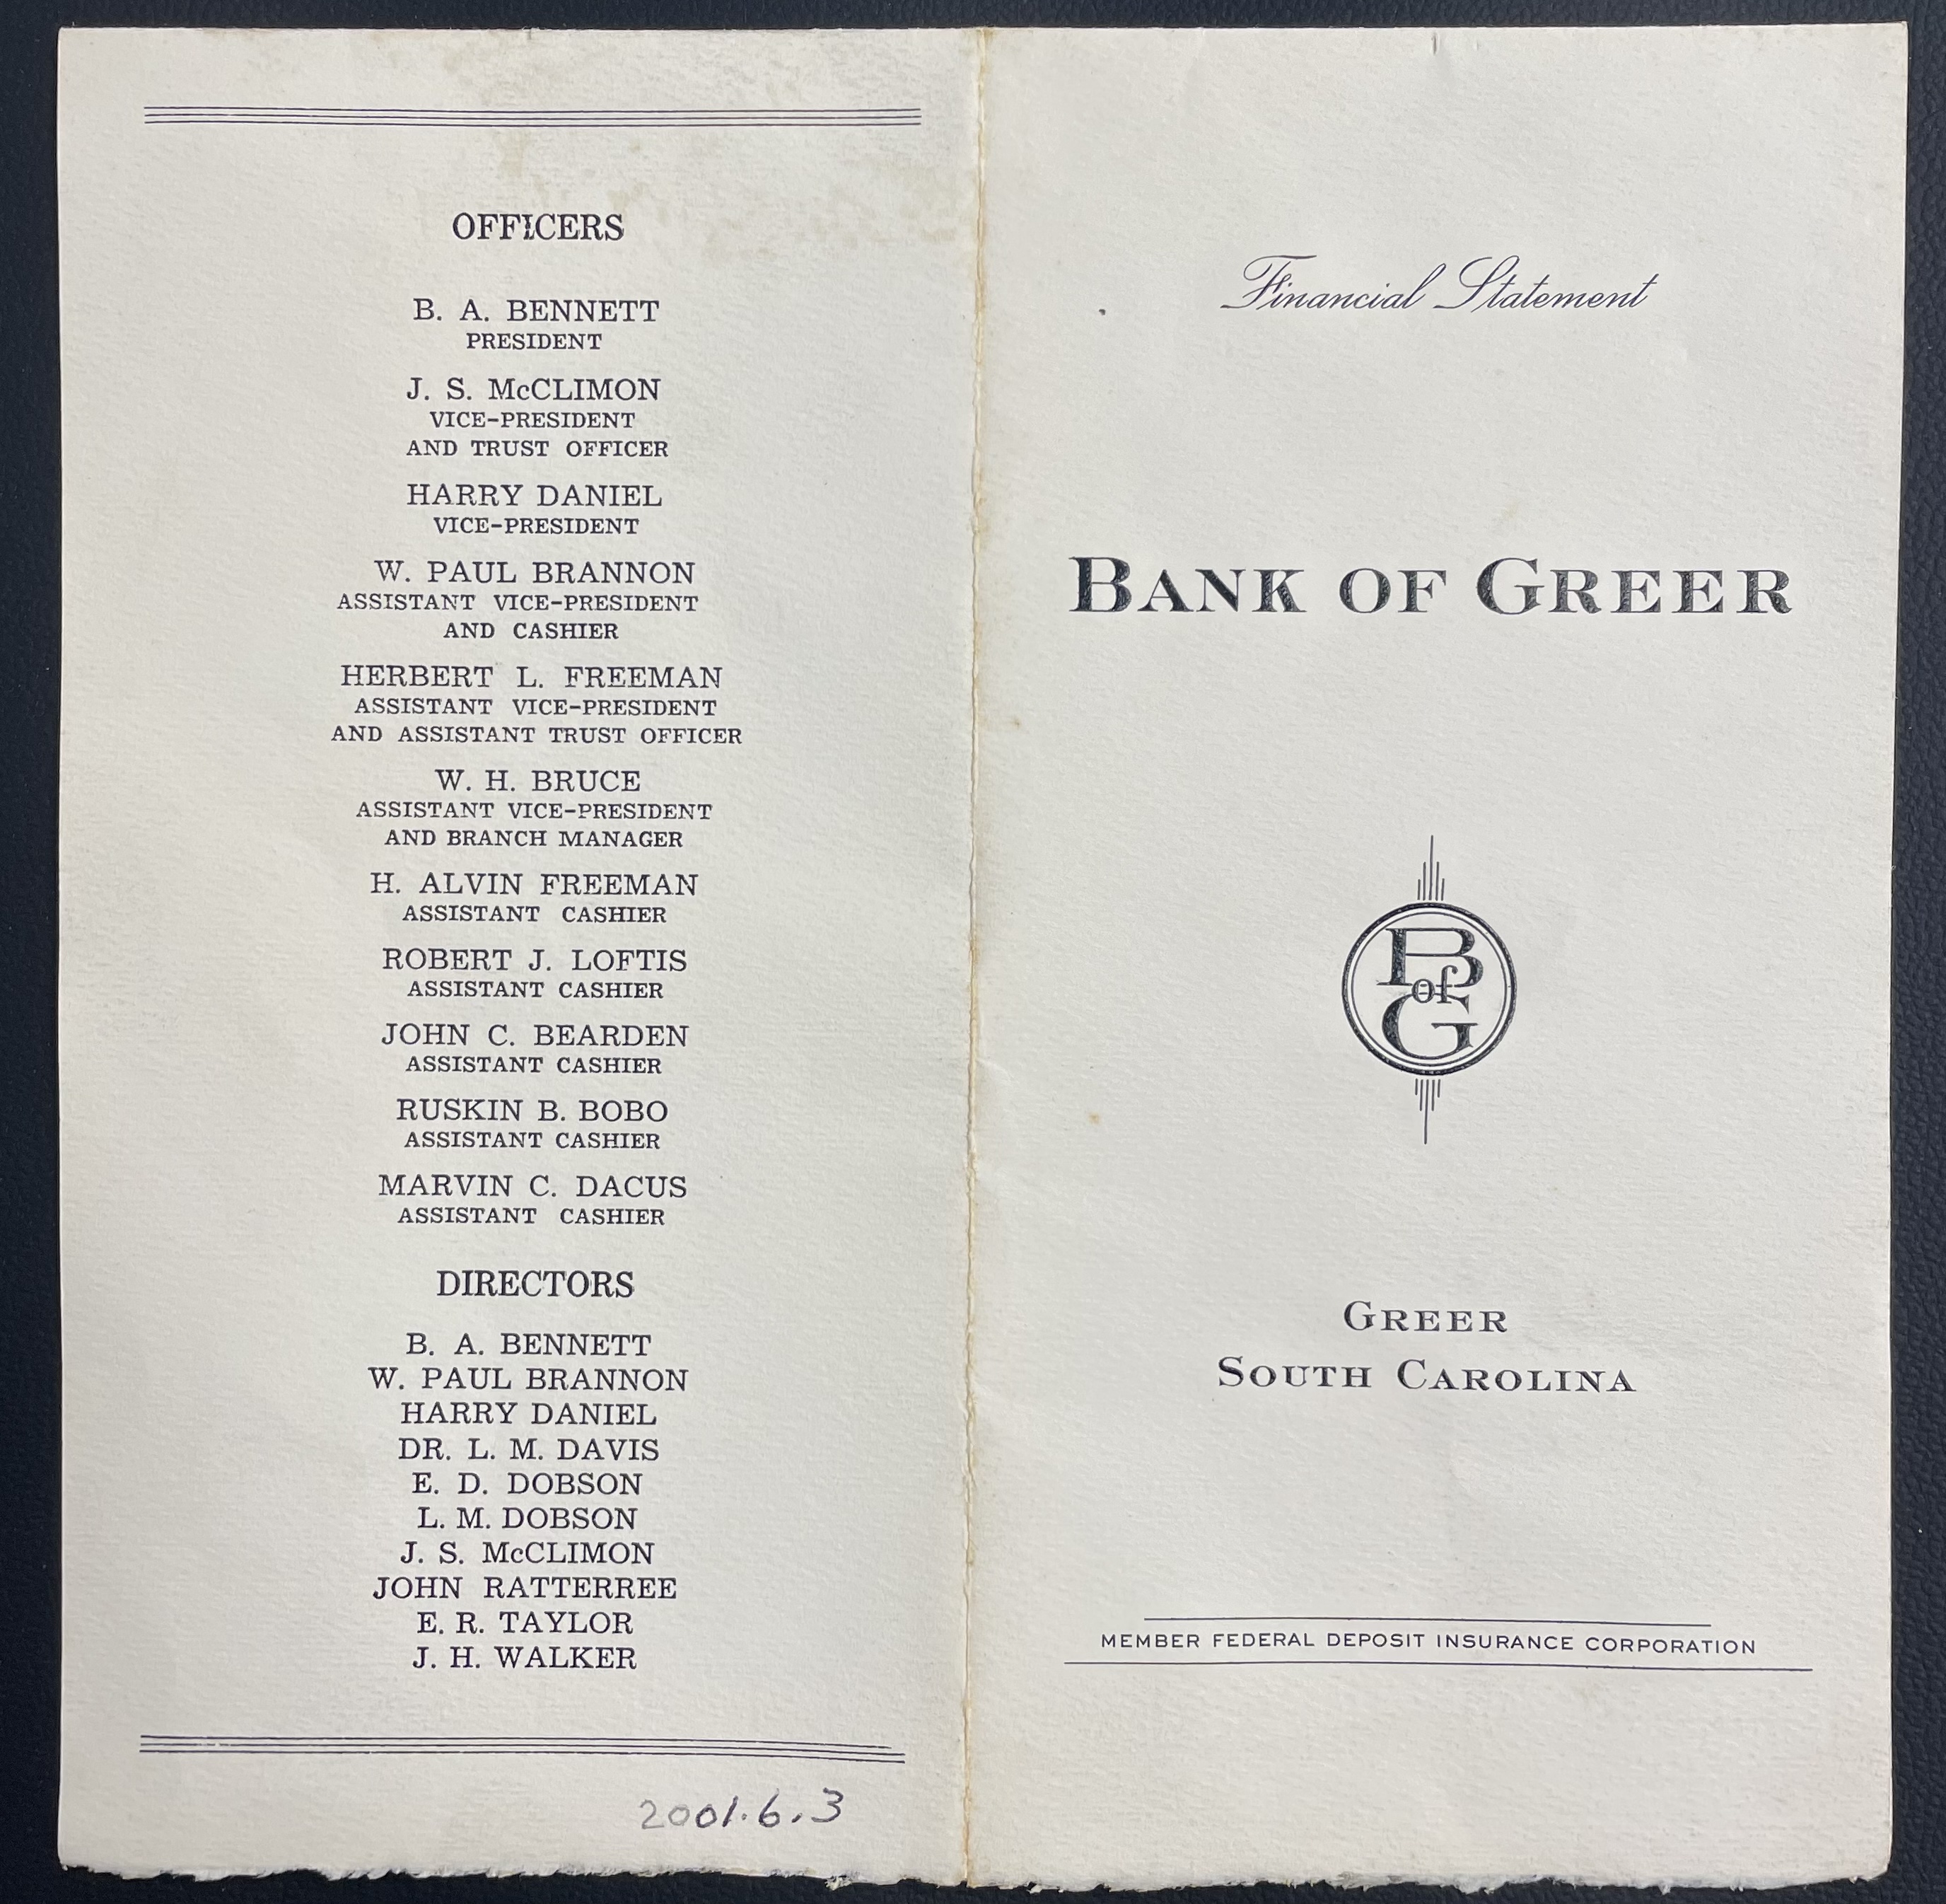 OFFICERS
B. A. BENNETT
PRESIDENT
J. S. McCLIMON
VICE-PRESIDENT
AND TRUST OFFICER
HARRY DANIEL
VICE-PRESIDENT
W. PAUL BRANNON
ASSISTANT VICE-PRESIDENT
AND CASHIER
HERBERT L. FREEMAN
ASSISTANT VICE-PRESIDENT
AND ASSISTANT TRUST OFFICER
W. H. BRUCE
ASSISTANT VICE-PRESIDENT
AND BRANCH MANAGER
H. ALVIN FREEMAN
ASSISTANT CASHIER
ROBERT J. LOFTIS
ASSISTANT CASHIER
JOHN C. BEARDEN
ASSISTANT CASHIER
RUSKIN B. BOBO
ASSISTANT CASHIER
MARVIN C. DACUS
ASSISTANT CASHIER
DIRECTORS
B. A. BENNETT
W. PAUL BRANNON
HARRY DANIEL
DR. L. M. DAVIS
E. D. DOBSON
L. M. DOBSON
J. S. McCLIMON
JOHN RATTERREE
E. R. TAYLOR
J. H. WALKER
2001.6.3
Financial Statement
BANK OF GREER
B
of
G
GREER
SOUTH CAROLINA
MEMBER FEDERAL DEPOSIT INSURANCE CORPORATION